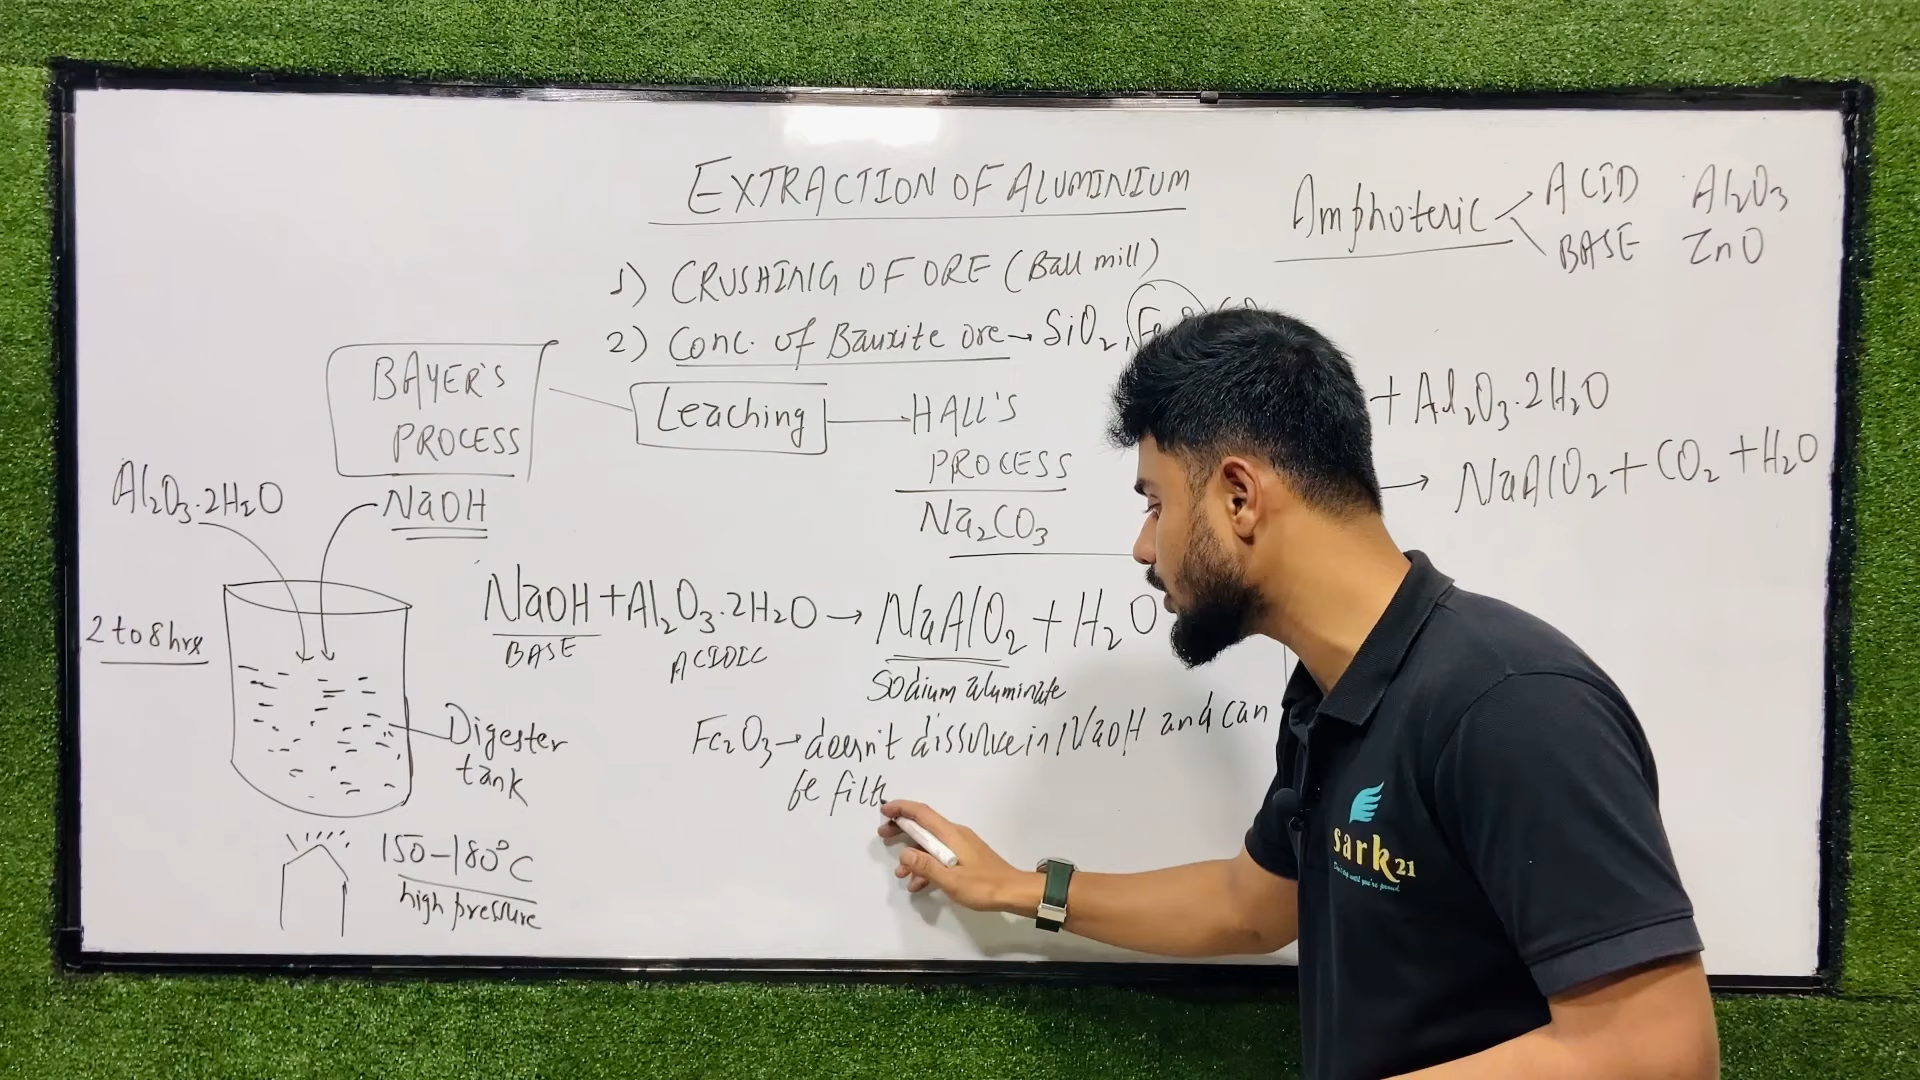 EXTRACTION OF ALUMINIUM
Amphoteric
ACID Al₂O₃
BASE ZnO
1) CRUSHING OF ORE (Ball mill)
2) Conc. of Bauxite ore → SiO₂,
BAYER'S
PROCESS
Leaching
HALL'S
PROCESS
Na₂CO₃
+ Al₂O₃.2H₂O
→ NaAlO₂ + CO₂ + H₂O
Al₂O₃.2H₂O
NaOH
2 to 8 hrs
NaOH + Al₂O₃.2H₂O → NaAlO₂ + H₂O
BASE ACIDIC
Sodium aluminate
Digester
tank
Fe₂O₃ → doesn't dissolve in NaOH and can
be filte
150-180°C
high pressure
sark21